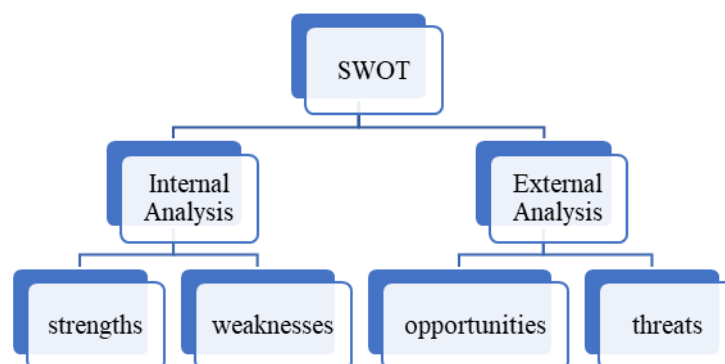 SWOT
Internal
Analysis
External
Analysis
strengths
weaknesses
opportunities
threats